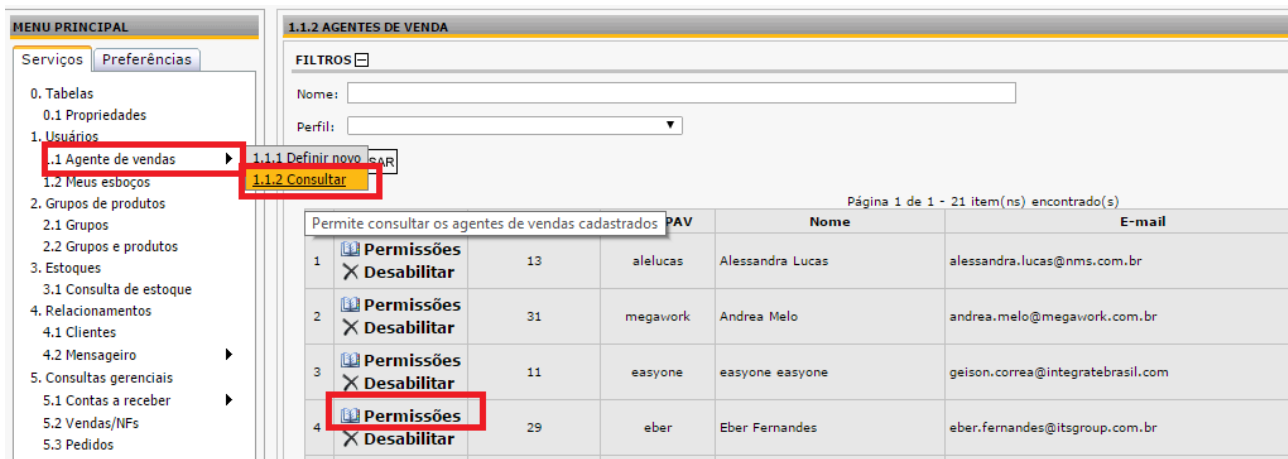 MENU PRINCIPAL
Serviços Preferências
0. Tabelas
0.1 Propriedades
1. Usuários
1.1 Agente de vendas
1.2 Meus esboços
2. Grupos de produtos
2.1 Grupos
2.2 Grupos e produtos
3. Estoques
3.1 Consulta de estoque
4. Relacionamentos
4.1 Clientes
4.2 Mensageiro
5. Consultas gerenciais
5.1 Contas a receber
5.2 Vendas/NFs
5.3 Pedidos
1.1.1 Definir novo
1.1.2 Consultar
Permite consultar os agentes de vendas cadastrados
1.1.2 AGENTES DE VENDA
FILTROS
Nome:
Perfil:
SAR
Página 1 de 1 - 21 item(ns) encontrado(s)
PAV Nome E-mail
1 Permissões 13 alelucas Alessandra Lucas alessandra.lucas@nms.com.br
Desabilitar
2 Permissões 31 megawork Andrea Melo andrea.melo@megawork.com.br
Desabilitar
3 Permissões 11 easyone easyone easyone geison.correa@integratebrasil.com
Desabilitar
4 Permissões 29 eber Eber Fernandes eber.fernandes@itsgroup.com.br
Desabilitar